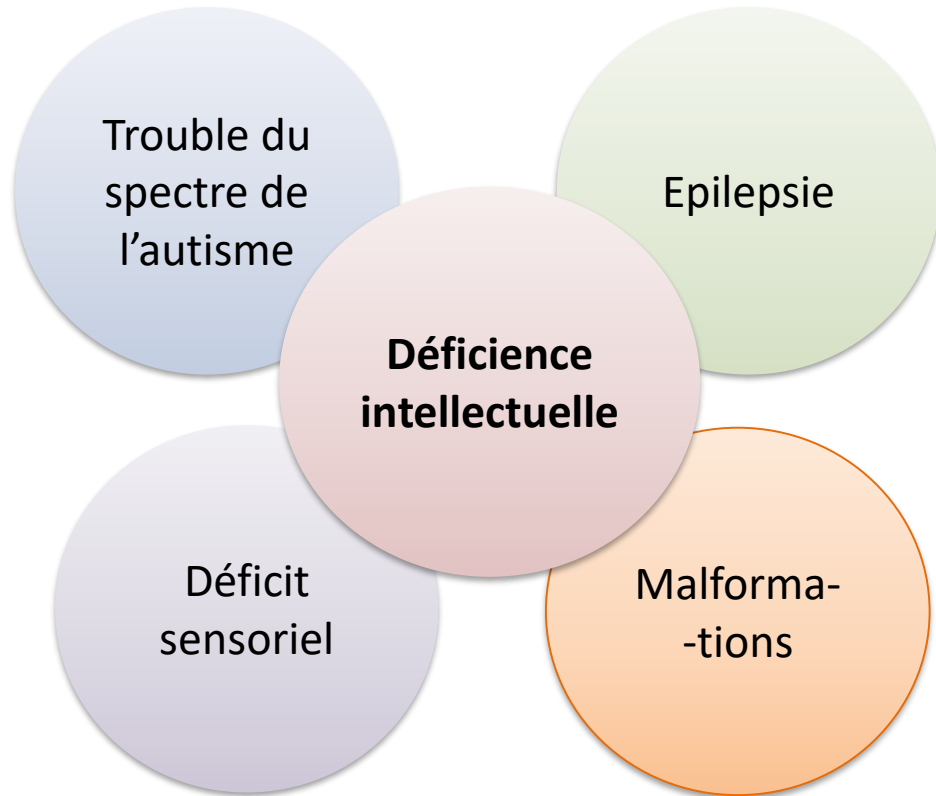 Trouble du
spectre de
l’autisme
Epilepsie
Déficience
intellectuelle
Déficit
sensoriel
Malforma-
-tions